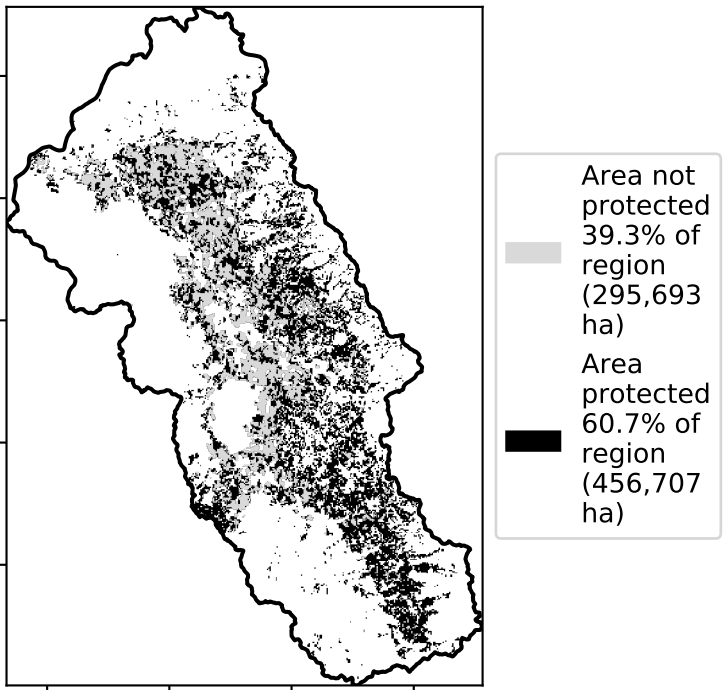 Area not
protected
39.3% of
region
(295,693
ha)
Area
protected
60.7% of
region
(456,707
ha)